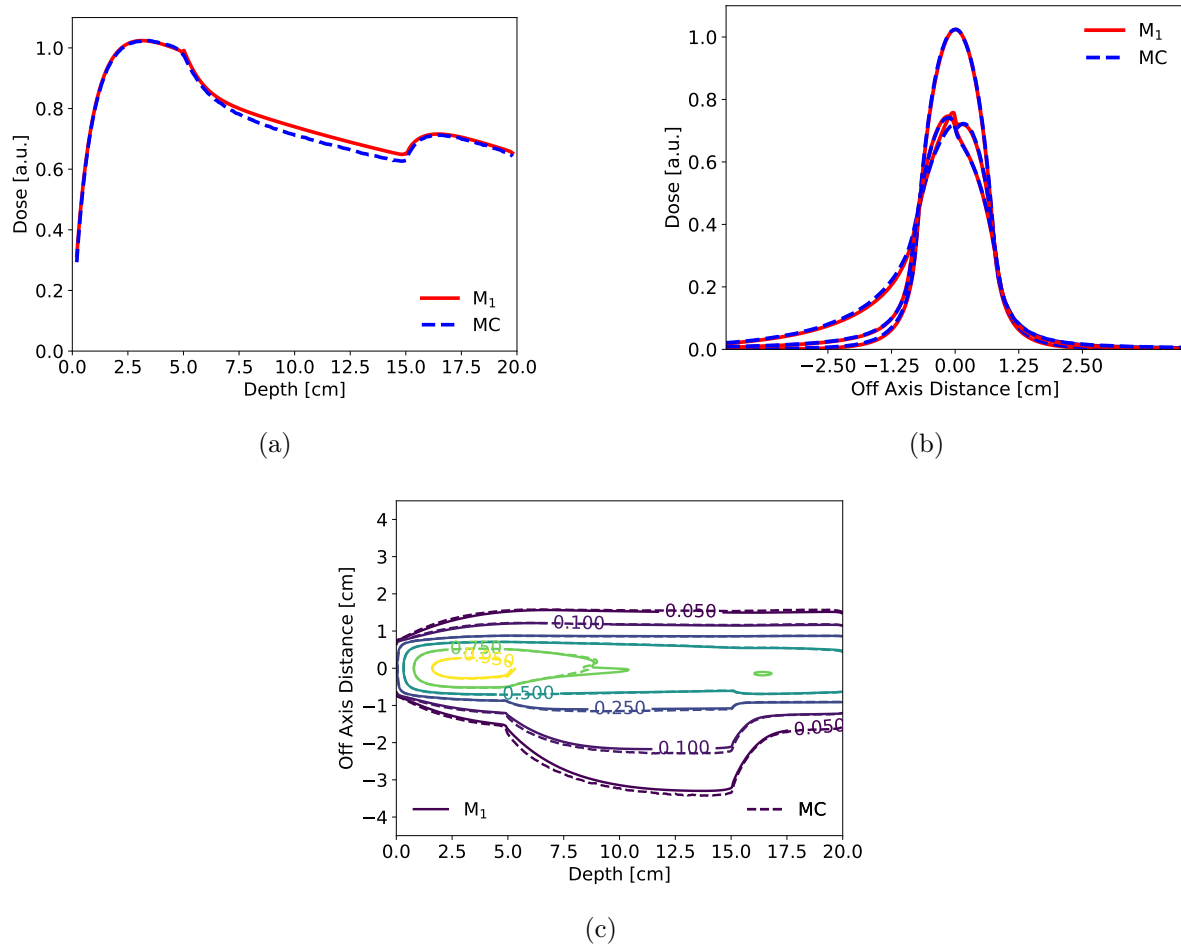 1.0
0.8
0.6
0.4
0.2
0.0
Dose [a.u.]
0.0 2.5 5.0 7.5 10.0 12.5 15.0 17.5 20.0
Depth [cm]
M₁
MC
(a)
1.0
0.8
0.6
0.4
0.2
0.0
Dose [a.u.]
−2.50 −1.25 0.00 1.25 2.50
Off Axis Distance [cm]
M₁
MC
(b)
4
3
2
1
0
−1
−2
−3
−4
Off Axis Distance [cm]
0.050
0.100
0.750
0.950
0.500
0.250
0.100
0.050
M₁
MC
0.0 2.5 5.0 7.5 10.0 12.5 15.0 17.5 20.0
Depth [cm]
(c)